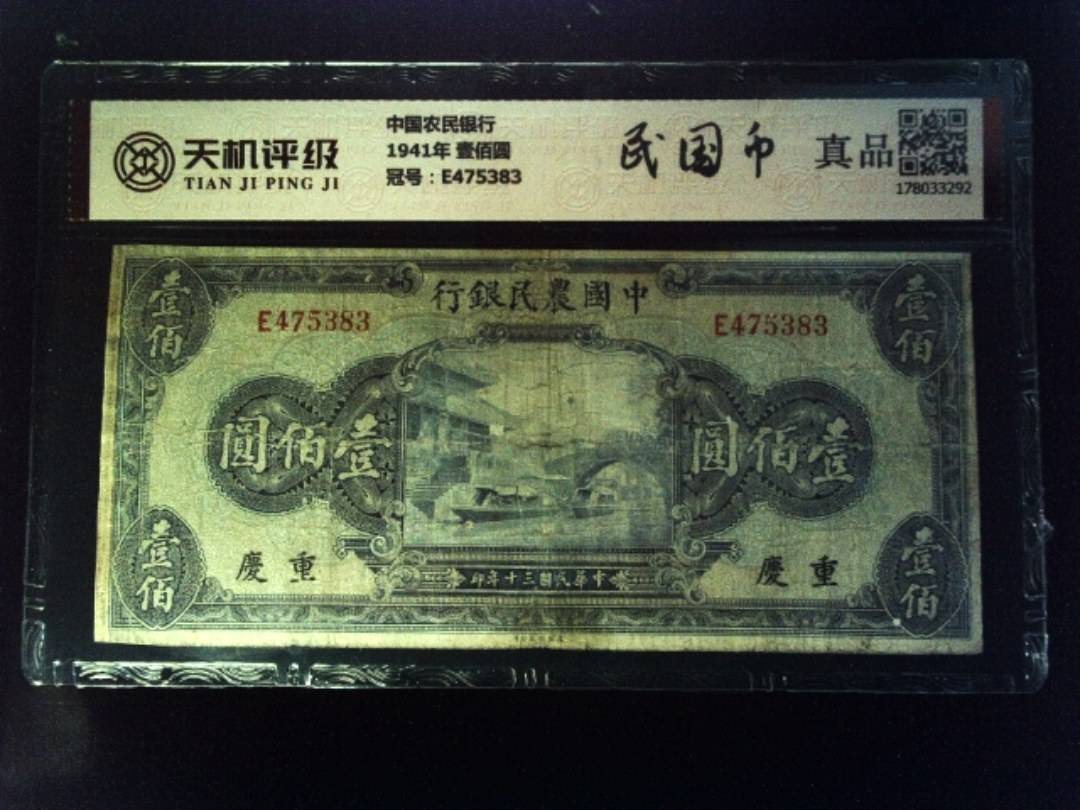 天机评级
TIAN JI PING JI
中国农民银行
1941年 壹佰圆
冠号：E475383
民国币
真品
178033292
行銀民農國中
壹佰
壹佰
E475383
E475383
圓佰壹
圓佰壹
慶重
慶重
印年十三國民華中
壹佰
壹佰